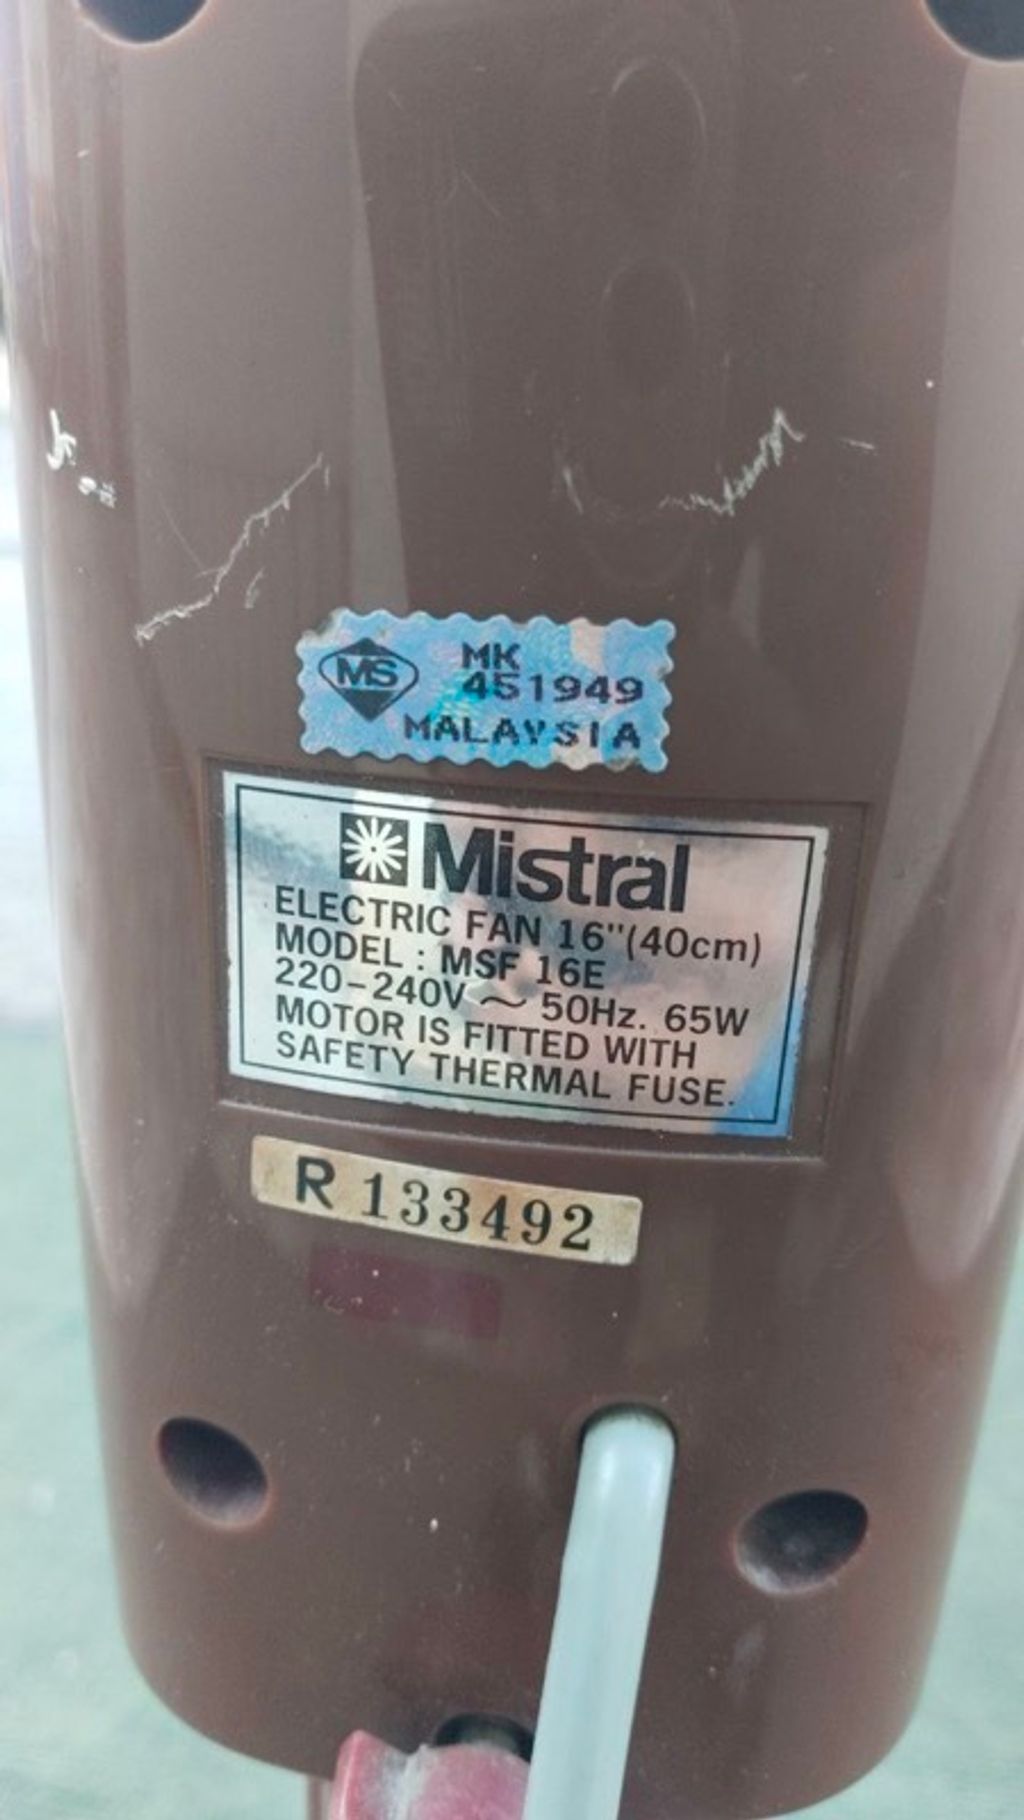 MS
MK
451949
MALAYSIA
Mistral
ELECTRIC FAN 16"(40cm)
MODEL : MSF 16E
220-240V ~ 50Hz. 65W
MOTOR IS FITTED WITH
SAFETY THERMAL FUSE.
R 133492